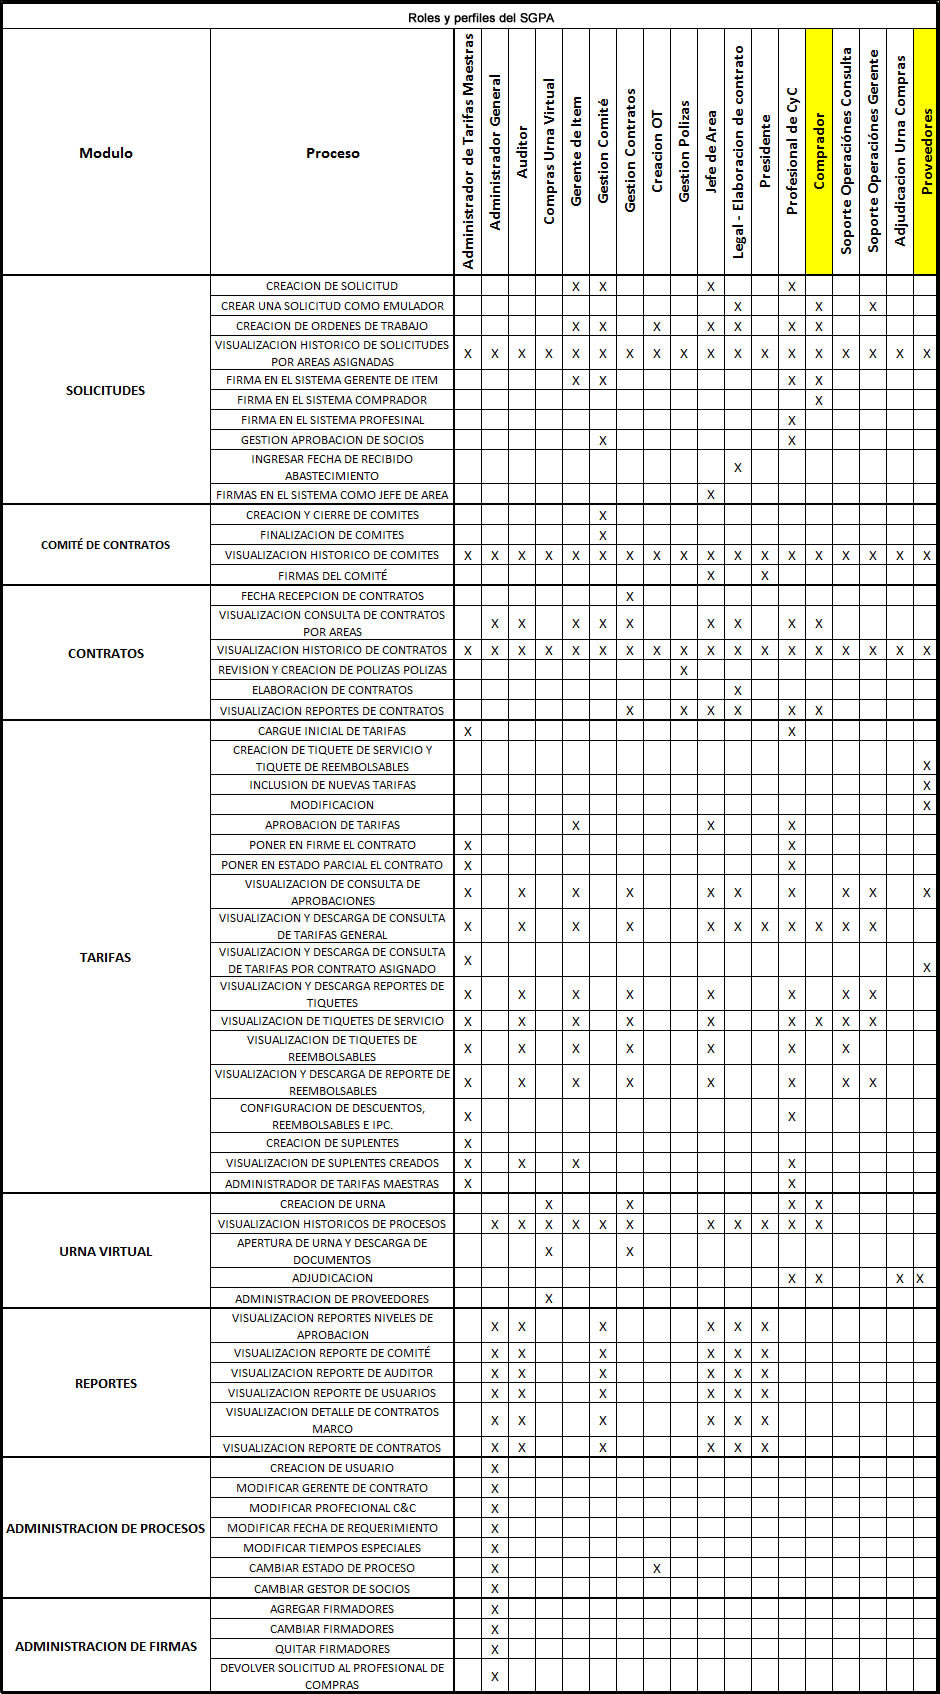 Roles y perfiles del SGPA
Modulo
Proceso
Administrador de Tarifas Maestras
Administrador General
Auditor
Compras Urna Virtual
Gerente de Item
Gestion Comité
Gestion Contratos
Creacion OT
Gestion Polizas
Jefe de Area
Legal - Elaboracion de contrato
Presidente
Profesional de CyC
Comprador
Soporte Operaciónes Consulta
Soporte Operaciónes Gerente
Adjudicacion Urna Compras
Proveedores
SOLICITUDES
CREACION DE SOLICITUD X X X X
CREAR UNA SOLICITUD COMO EMULADOR X X X
CREACION DE ORDENES DE TRABAJO X X X X X X X
VISUALIZACION HISTORICO DE SOLICITUDES
POR AREAS ASIGNADAS X X X X X X X X X X X X X X X X X X
FIRMA EN EL SISTEMA GERENTE DE ITEM X X X X
FIRMA EN EL SISTEMA COMPRADOR X
FIRMA EN EL SISTEMA PROFESINAL X
GESTION APROBACION DE SOCIOS X X
INGRESAR FECHA DE RECIBIDO
ABASTECIMIENTO X
FIRMAS EN EL SISTEMA COMO JEFE DE AREA X
COMITÉ DE CONTRATOS
CREACION Y CIERRE DE COMITES X
FINALIZACION DE COMITES X
VISUALIZACION HISTORICO DE COMITES X X X X X X X X X X X X X X X X X X
FIRMAS DEL COMITÉ X X
CONTRATOS
FECHA RECEPCION DE CONTRATOS X
VISUALIZACION CONSULTA DE CONTRATOS
POR AREAS X X X X X X X X X
VISUALIZACION HISTORICO DE CONTRATOS X X X X X X X X X X X X X X X X X X
REVISION Y CREACION DE POLIZAS POLIZAS X
ELABORACION DE CONTRATOS X
VISUALIZACION REPORTES DE CONTRATOS X X X X X X
TARIFAS
CARGUE INICIAL DE TARIFAS X X
CREACION DE TIQUETE DE SERVICIO Y
TIQUETE DE REEMBOLSABLES X
INCLUSION DE NUEVAS TARIFAS X
MODIFICACION X
APROBACION DE TARIFAS X X X
PONER EN FIRME EL CONTRATO X X
PONER EN ESTADO PARCIAL EL CONTRATO X X
VISUALIZACION DE CONSULTA DE
APROBACIONES X X X X X X X X X X
VISUALIZACION Y DESCARGA DE CONSULTA
DE TARIFAS GENERAL X X X X X X X X X X X
VISUALIZACION Y DESCARGA DE CONSULTA
DE TARIFAS POR CONTRATO ASIGNADO X X
VISUALIZACION Y DESCARGA REPORTES DE
TIQUETES X X X X X X X X
VISUALIZACION DE TIQUETES DE SERVICIO X X X X X X X X X
VISUALIZACION DE TIQUETES DE
REEMBOLSABLES X X X X X X X
VISUALIZACION Y DESCARGA DE REPORTE DE
REEMBOLSABLES X X X X X X X X
CONFIGURACION DE DESCUENTOS,
REEMBOLSABLES E IPC. X X
CREACION DE SUPLENTES X
VISUALIZACION DE SUPLENTES CREADOS X X X X
ADMINISTRADOR DE TARIFAS MAESTRAS X X
URNA VIRTUAL
CREACION DE URNA X X X X
VISUALIZACION HISTORICOS DE PROCESOS X X X X X X X X X X X
APERTURA DE URNA Y DESCARGA DE
DOCUMENTOS X X
ADJUDICACION X X X X
ADMINISTRACION DE PROVEEDORES X
REPORTES
VISUALIZACION REPORTES NIVELES DE
APROBACION X X X X X X
VISUALIZACION REPORTE DE COMITÉ X X X X X X
VISUALIZACION REPORTE DE AUDITOR X X X X X X
VISUALIZACION REPORTE DE USUARIOS X X X X X X
VISUALIZACION DETALLE DE CONTRATOS
MARCO X X X X X X
VISUALIZACION REPORTE DE CONTRATOS X X X X X X
ADMINISTRACION DE PROCESOS
CREACION DE USUARIO X
MODIFICAR GERENTE DE CONTRATO X
MODIFICAR PROFECIONAL C&C X
MODIFICAR FECHA DE REQUERIMIENTO X
MODIFICAR TIEMPOS ESPECIALES X
CAMBIAR ESTADO DE PROCESO X X
CAMBIAR GESTOR DE SOCIOS X
ADMINISTRACION DE FIRMAS
AGREGAR FIRMADORES X
CAMBIAR FIRMADORES X
QUITAR FIRMADORES X
DEVOLVER SOLICITUD AL PROFESIONAL DE
COMPRAS X